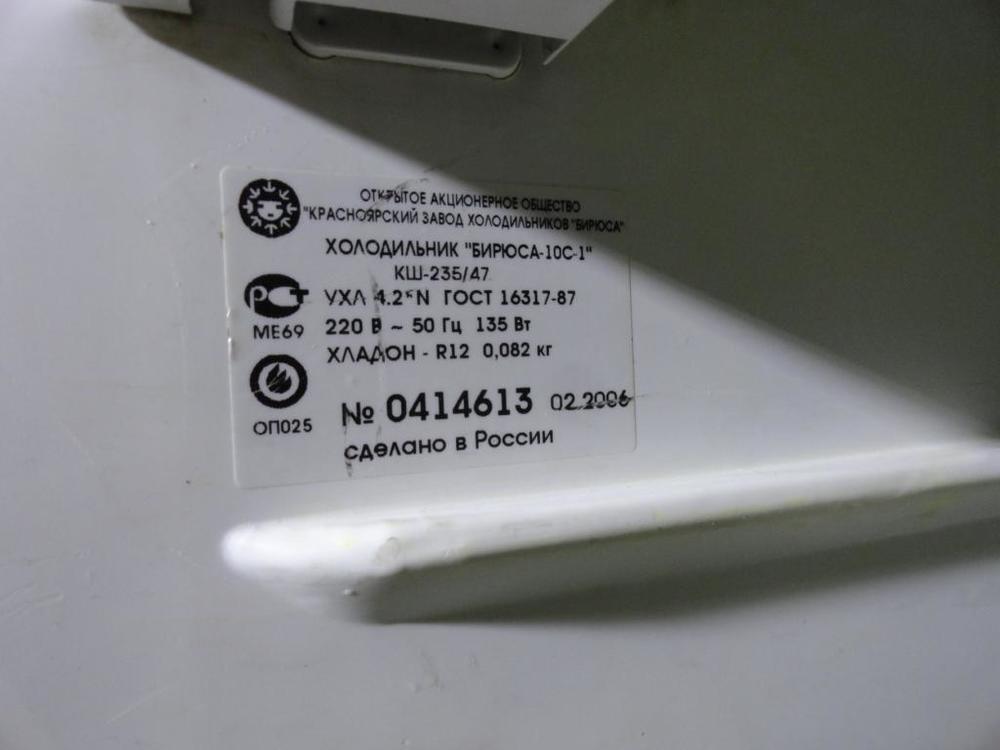 ОТКРЫТОЕ АКЦИОНЕРНОЕ ОБЩЕСТВО
"КРАСНОЯРСКИЙ ЗАВОД ХОЛОДИЛЬНИКОВ "БИРЮСА"
ХОЛОДИЛЬНИК "БИРЮСА-10С-1"
КШ-235/47
РСТ
УХЛ 4.2*N ГОСТ 16317-87
МЕ69
220 В ~ 50 Гц 135 Вт
ХЛАДОН - R12 0,082 кг
№ 0414613 02.2006
ОП025
сделано в России